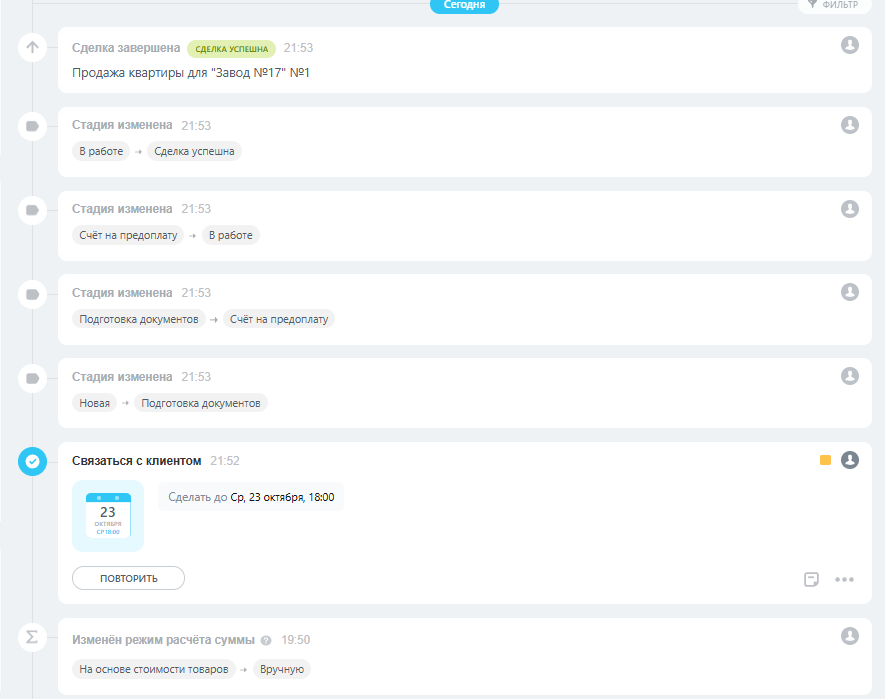 Сегодня
ФИЛЬТР
Сделка завершена СДЕЛКА УСПЕШНА 21:53
Продажа квартиры для "Завод №17" №1
Стадия изменена 21:53
В работе → Сделка успешна
Стадия изменена 21:53
Счёт на предоплату → В работе
Стадия изменена 21:53
Подготовка документов → Счёт на предоплату
Стадия изменена 21:53
Новая → Подготовка документов
Связаться с клиентом 21:52
Сделать до Ср, 23 октября, 18:00
23
ОКТЯБРЯ
СР 18:00
ПОВТОРИТЬ
Изменён режим расчёта суммы ? 19:50
На основе стоимости товаров → Вручную